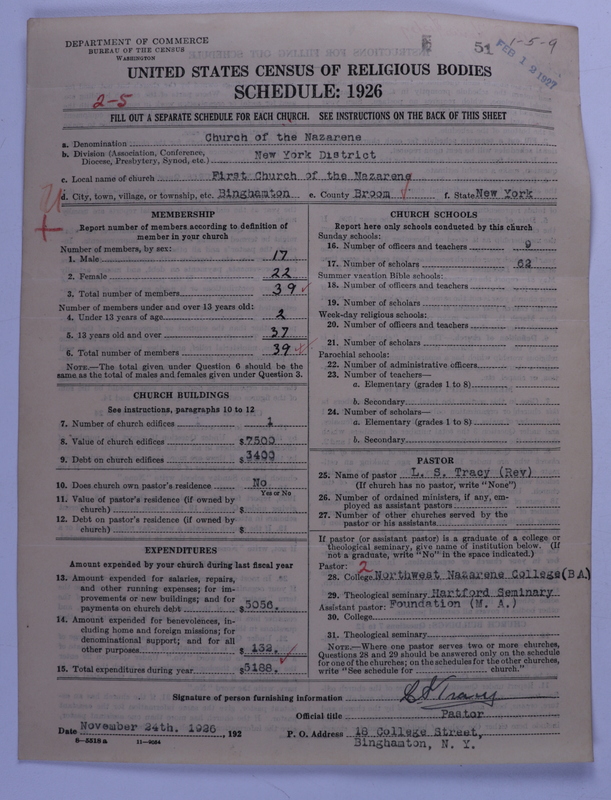 DEPARTMENT OF COMMERCE
BUREAU OF THE CENSUS
WASHINGTON
51
1-5-9
FEB 12 1927
UNITED STATES CENSUS OF RELIGIOUS BODIES
SCHEDULE: 1926
2-5
FILL OUT A SEPARATE SCHEDULE FOR EACH CHURCH. SEE INSTRUCTIONS ON THE BACK OF THIS SHEET
a. Denomination Church of the Nazarene
b. Division (Association, Conference, Diocese, Presbytery, Synod, etc.) New York District
c. Local name of church First Church of the Nazarene
d. City, town, village, or township, etc. Binghamton e. County Broom f. State New York
MEMBERSHIP
Report number of members according to definition of
member in your church
Number of members, by sex:
1. Male 17
2. Female 22
3. Total number of members 39
Number of members under and over 13 years old:
4. Under 13 years of age 2
5. 13 years old and over 37
6. Total number of members 39
NOTE.—The total given under Question 6 should be
same as the total of males and females given under Question 3.
CHURCH BUILDINGS
See instructions, paragraphs 10 to 12
7. Number of church edifices 1
8. Value of church edifices $7500
9. Debt on church edifices $3400
10. Does church own pastor's residence No
Yes or No
11. Value of pastor's residence (if owned by
church) $
12. Debt on pastor's residence (if owned by
church) $
EXPENDITURES
Amount expended by your church during last fiscal year
13. Amount expended for salaries, repairs,
and other running expenses; for im-
provements or new buildings; and for
payments on church debt $3056.
14. Amount expended for benevolences, in-
cluding home and foreign missions; for
denominational support; and for all
other purposes $132.
15. Total expenditures during year $3188.
CHURCH SCHOOLS
Report here only schools conducted by this church
Sunday schools:
16. Number of officers and teachers 9
17. Number of scholars 62
Summer vacation Bible schools:
18. Number of officers and teachers
19. Number of scholars
Week-day religious schools:
20. Number of officers and teachers
21. Number of scholars
Parochial schools:
22. Number of administrative officers
23. Number of teachers—
a. Elementary (grades 1 to 8)
b. Secondary
24. Number of scholars—
a. Elementary (grades 1 to 8)
b. Secondary
PASTOR
25. Name of pastor L. S. Tracy (Rev)
(If church has no pastor, write "None")
26. Number of ordained ministers, if any, em-
ployed as assistant pastors
27. Number of other churches served by the
pastor or his assistants
If pastor (or assistant pastor) is a graduate of a college or
theological seminary, give name of institution below. (If
not a graduate, write "No" in the space indicated.)
Pastor: 2
28. College Northwest Nazarene College (BA)
29. Theological seminary Hartford Seminary
Assistant pastor: Foundation (M. A.)
30. College
31. Theological seminary
NOTE.—Where one pastor serves two or more churches,
Questions 28 and 29 should be answered only on the schedule
for one of the churches; on the schedules for the other churches,
write "See schedule for church."
Signature of person furnishing information L S Tracy
Official title Pastor
Date November 24th. 1926, 192 P. O. Address 18 College Street,
Binghamton, N. Y.
6—5518a 11—9034